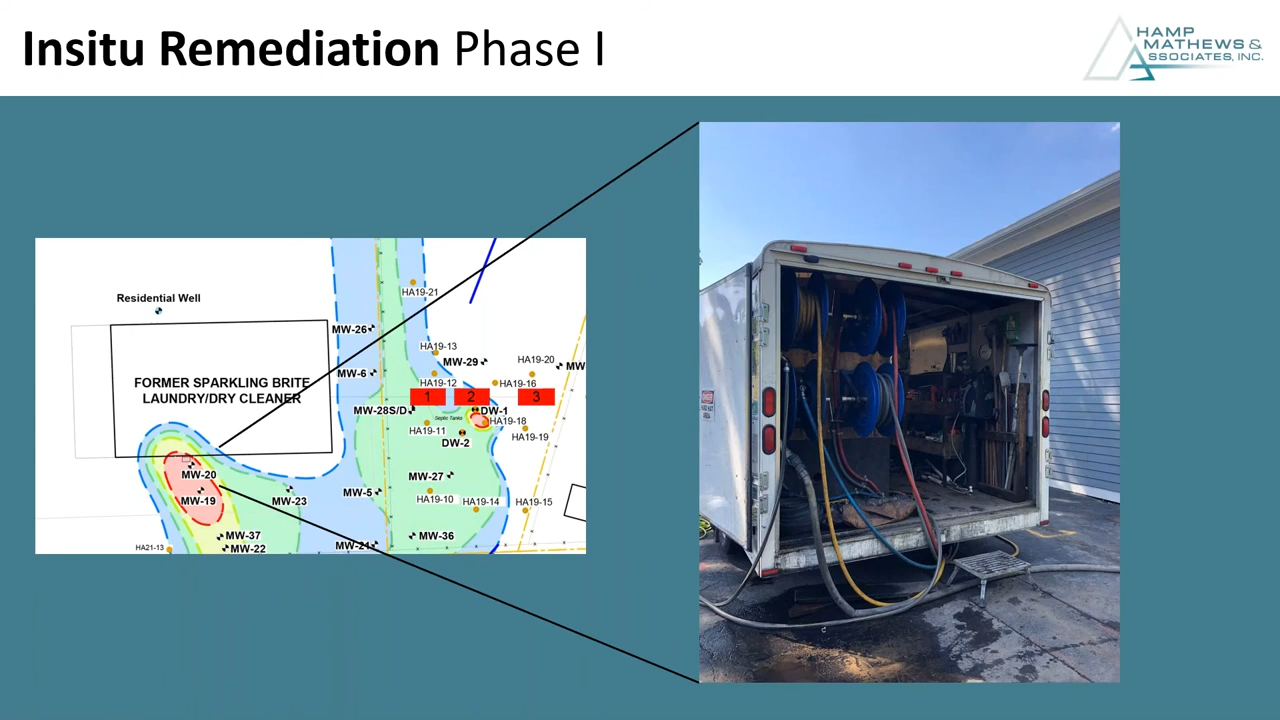 Insitu Remediation Phase I
HAMP
MATHEWS &
ASSOCIATES, INC.
Residential Well
FORMER SPARKLING BRITE
LAUNDRY/DRY CLEANER
MW-26
MW-6
HA19-21
HA19-13
MW-29
HA19-20
MW
HA19-12
HA19-16
1
2
3
MW-28S/D
Septic Tanks
DW-1
HA19-18
HA19-11
DW-2
HA19-19
MW-20
MW-19
MW-23
MW-5
MW-27
HA19-10
HA19-14
HA19-15
MW-37
MW-22
HA21-13
MW-21
MW-36